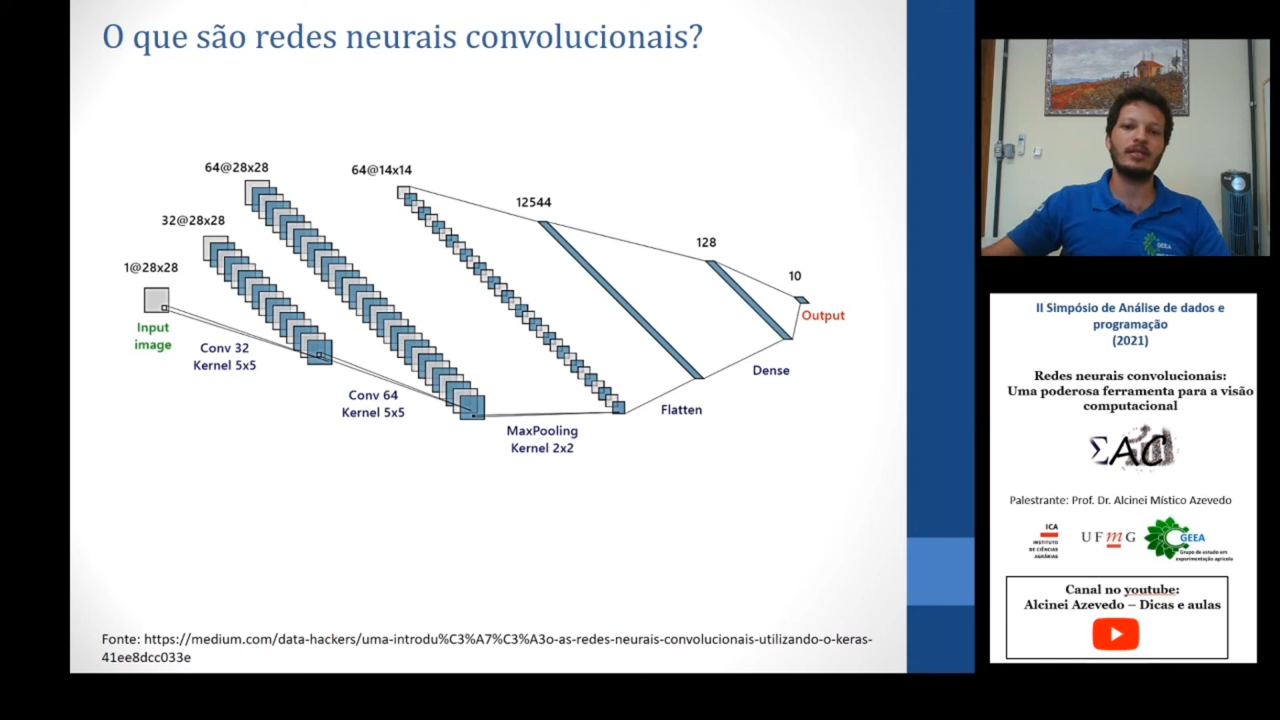 O que são redes neurais convolucionais?
64@28x28
64@14x14
32@28x28
12544
1@28x28
128
10
Input
image
Output
Conv 32
Kernel 5x5
Conv 64
Kernel 5x5
MaxPooling
Kernel 2x2
Flatten
Dense
Fonte: https://medium.com/data-hackers/uma-introdu%C3%A7%C3%A3o-as-redes-neurais-convolucionais-utilizando-o-keras-
41ee8dcc033e
GEEA
II Simpósio de Análise de dados e
programação
(2021)
Redes neurais convolucionais:
Uma poderosa ferramenta para a visão
computacional
ΣAC
Palestrante: Prof. Dr. Alcinei Místico Azevedo
ICA
INSTITUTO
DE CIÊNCIAS
AGRÁRIAS
UFmG
GEEA
Grupo de estudo em
experimentação agrícola
Canal no youtube:
Alcinei Azevedo – Dicas e aulas